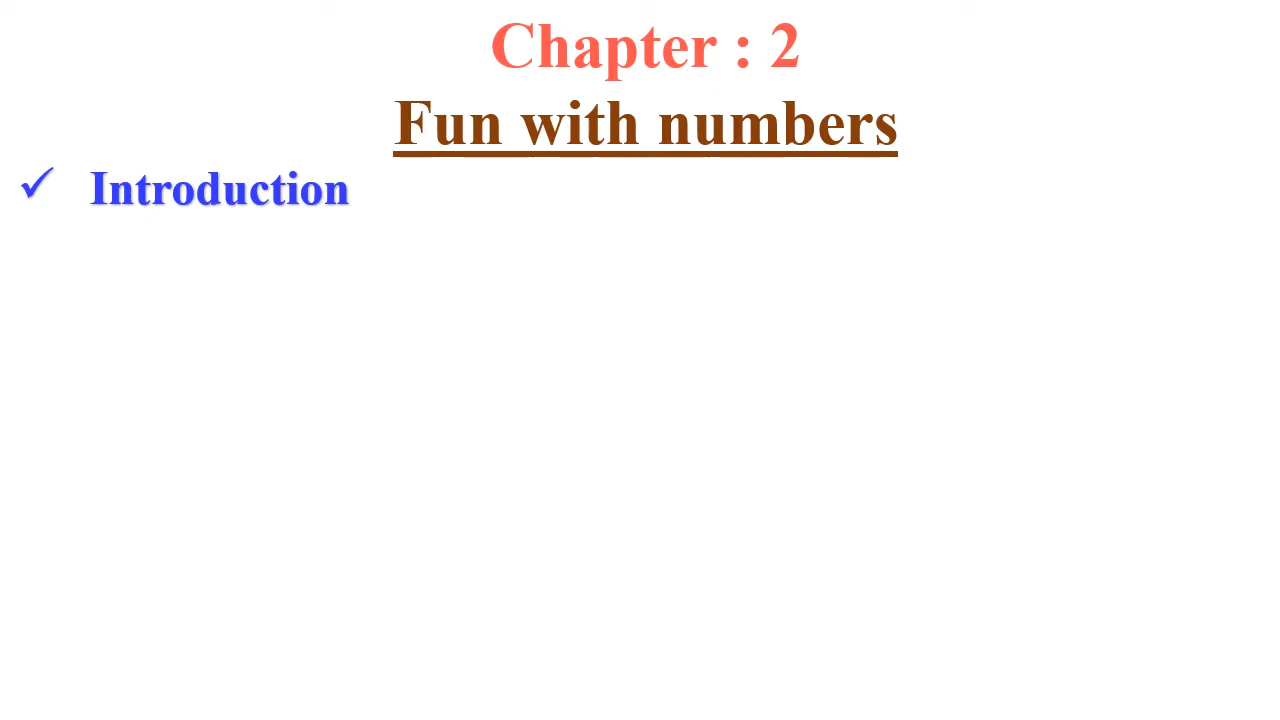 Chapter : 2
Fun with numbers
✓ Introduction